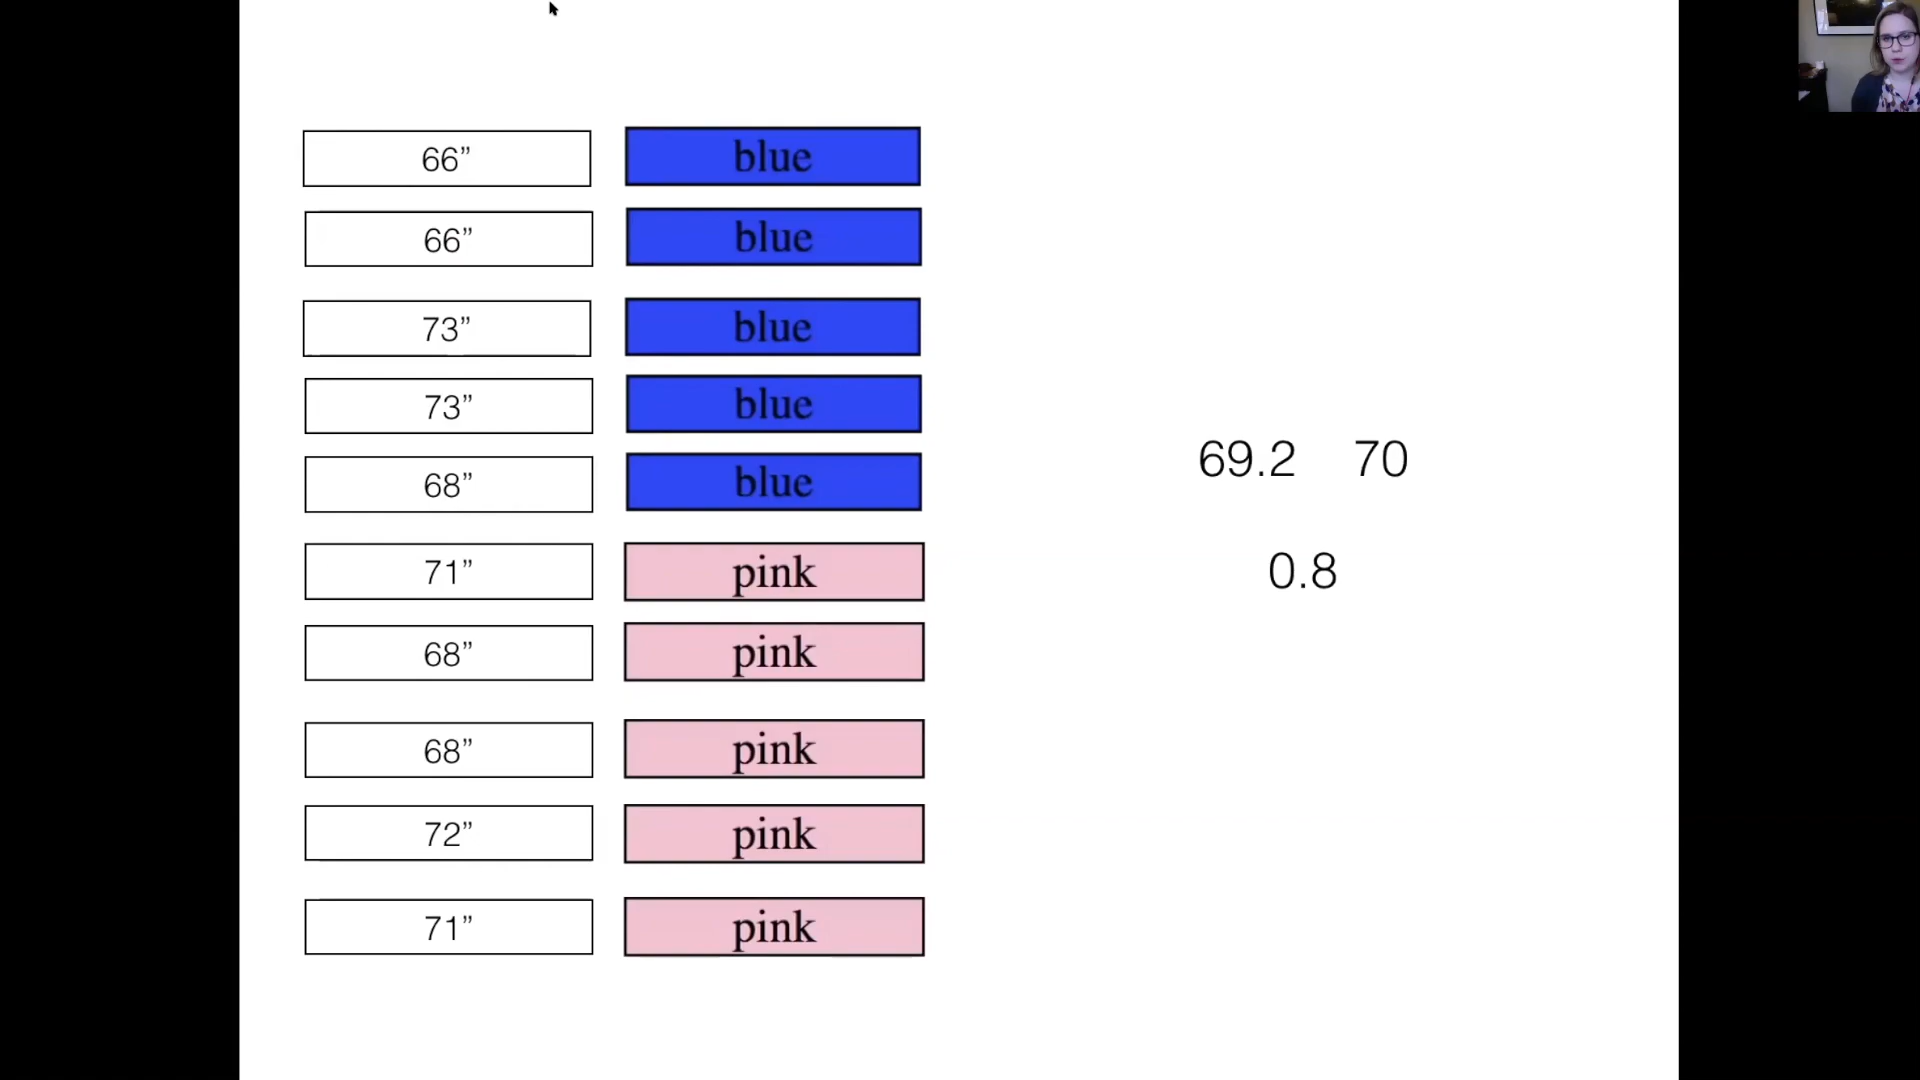 66” blue
66” blue
73” blue
73” blue
69.2 70
68” blue
71” pink
0.8
68” pink
68” pink
72” pink
71” pink